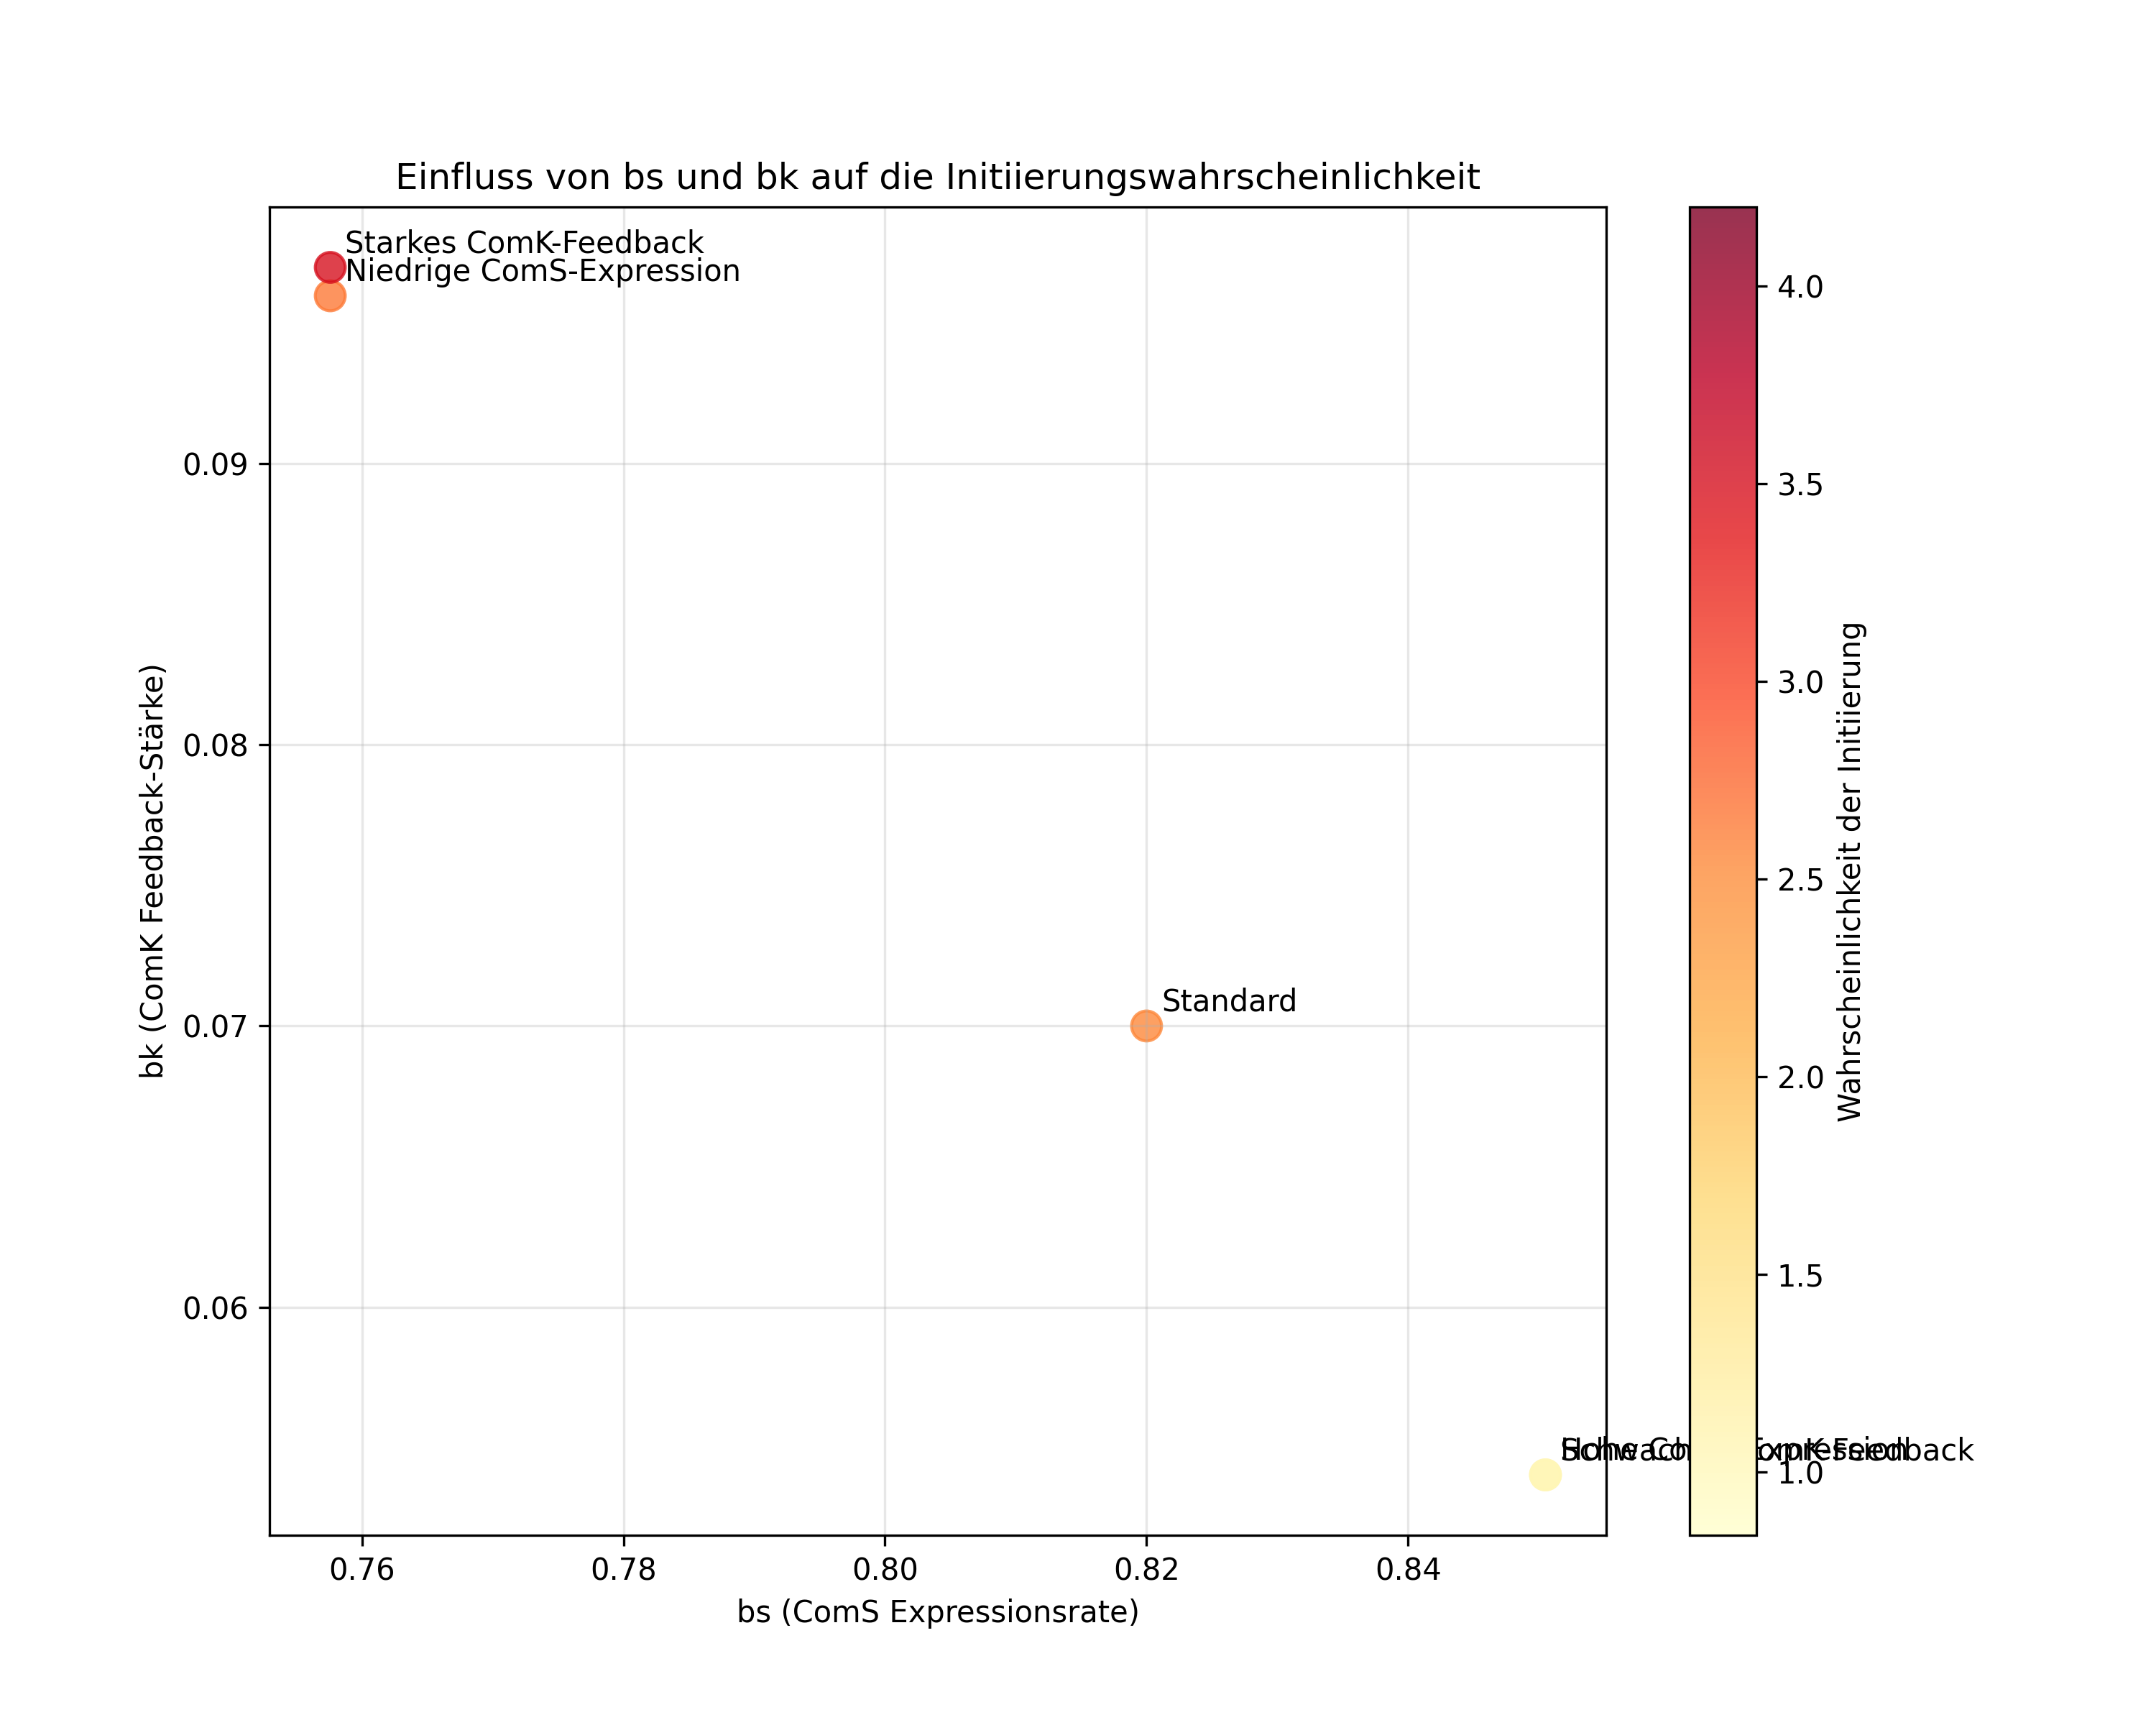 Einfluss von bs und bk auf die Initiierungswahrscheinlichkeit
Starkes ComK-Feedback
Niedrige ComS-Expression
Standard
0.09
0.08
0.07
0.06
bk (ComK Feedback-Stärke)
0.76
0.78
0.80
0.82
0.84
bs (ComS Expressionsrate)
4.0
3.5
3.0
2.5
2.0
1.5
1.0
Wahrscheinlichkeit der Initiierung